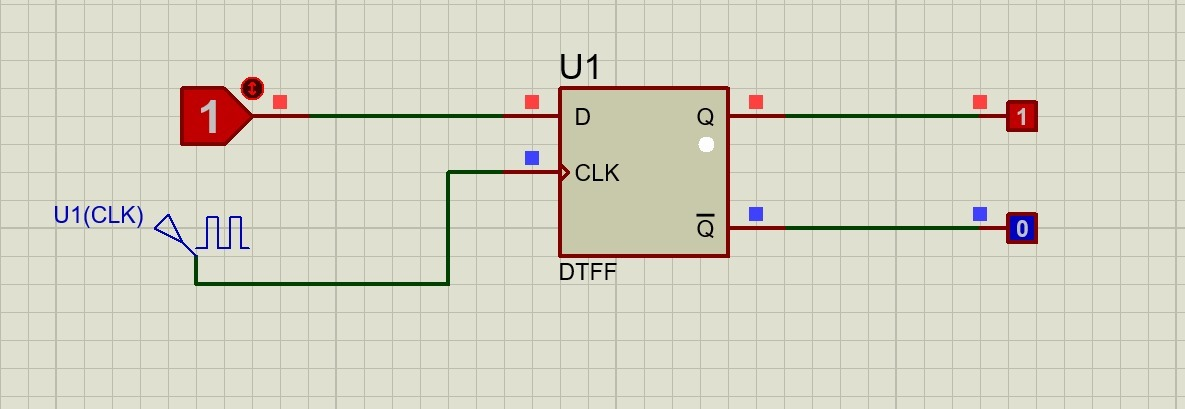 U1
1
D
Q
1
CLK
U1(CLK)
Q̅
0
DTFF